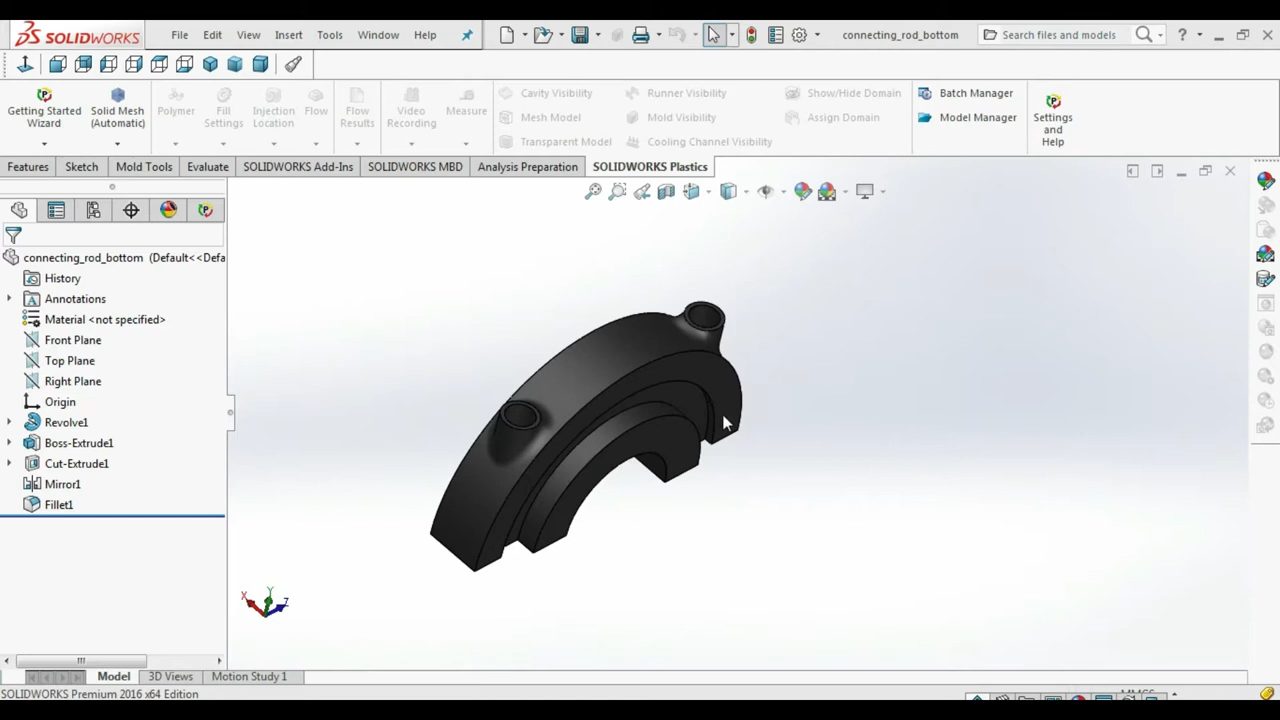 SOLIDWORKS File Edit View Insert Tools Window Help connecting_rod_bottom Search files and models ?
Getting Started Wizard
Solid Mesh (Automatic)
Polymer
Fill Settings
Injection Location
Flow
Flow Results
Video Recording
Measure
Cavity Visibility Runner Visibility Show/Hide Domain
Mesh Model Mold Visibility Assign Domain
Transparent Model Cooling Channel Visibility
Batch Manager
Model Manager
Settings and Help
Features Sketch Mold Tools Evaluate SOLIDWORKS Add-Ins SOLIDWORKS MBD Analysis Preparation SOLIDWORKS Plastics
connecting_rod_bottom (Default<<Defa
History
Annotations
Material <not specified>
Front Plane
Top Plane
Right Plane
Origin
Revolve1
Boss-Extrude1
Cut-Extrude1
Mirror1
Fillet1
Y
X Z
Model 3D Views Motion Study 1
SOLIDWORKS Premium 2016 x64 Edition